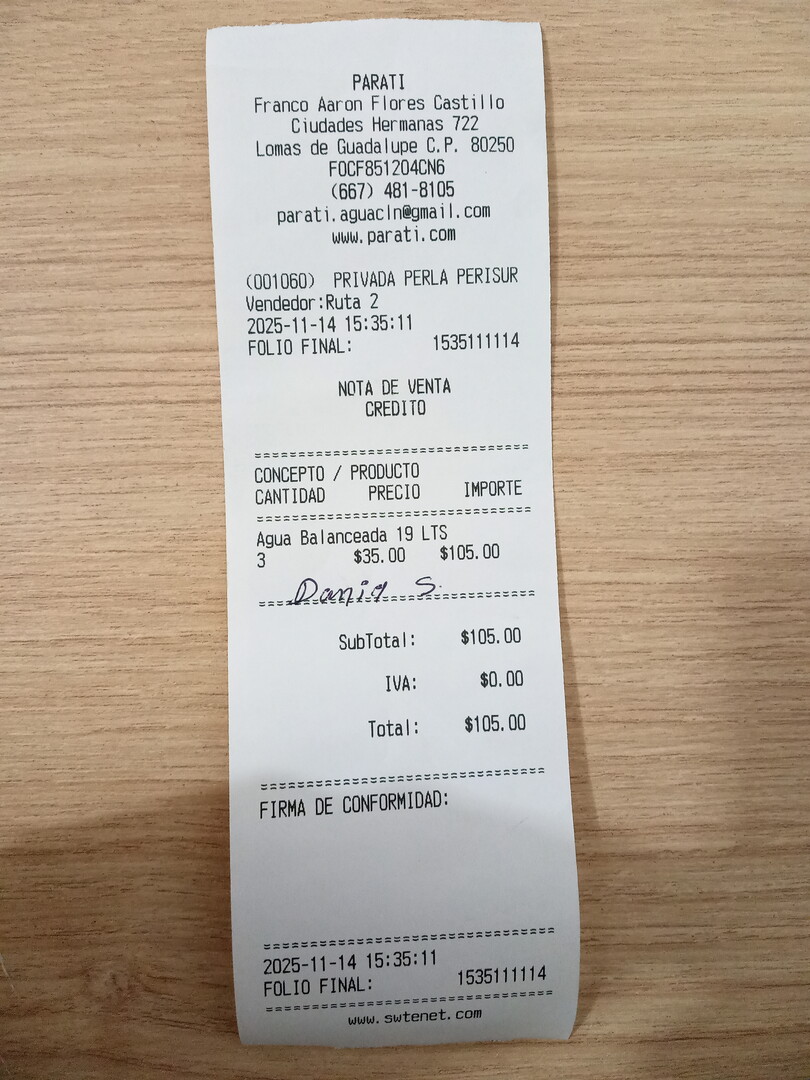 PARATI
Franco Aaron Flores Castillo
Ciudades Hermanas 722
Lomas de Guadalupe C.P. 80250
FOCF851204CN6
(667) 481-8105
parati.aguacln@gmail.com
www.parati.com
(001060) PRIVADA PERLA PERISUR
Vendedor:Ruta 2
2025-11-14 15:35:11
FOLIO FINAL: 1535111114
NOTA DE VENTA
CREDITO
CONCEPTO / PRODUCTO
CANTIDAD PRECIO IMPORTE
Agua Balanceada 19 LTS
3 $35.00 $105.00
S.
SubTotal: $105.00
IVA: $0.00
Total: $105.00
FIRMA DE CONFORMIDAD:
2025-11-14 15:35:11
FOLIO FINAL: 1535111114
www.swtenet.com